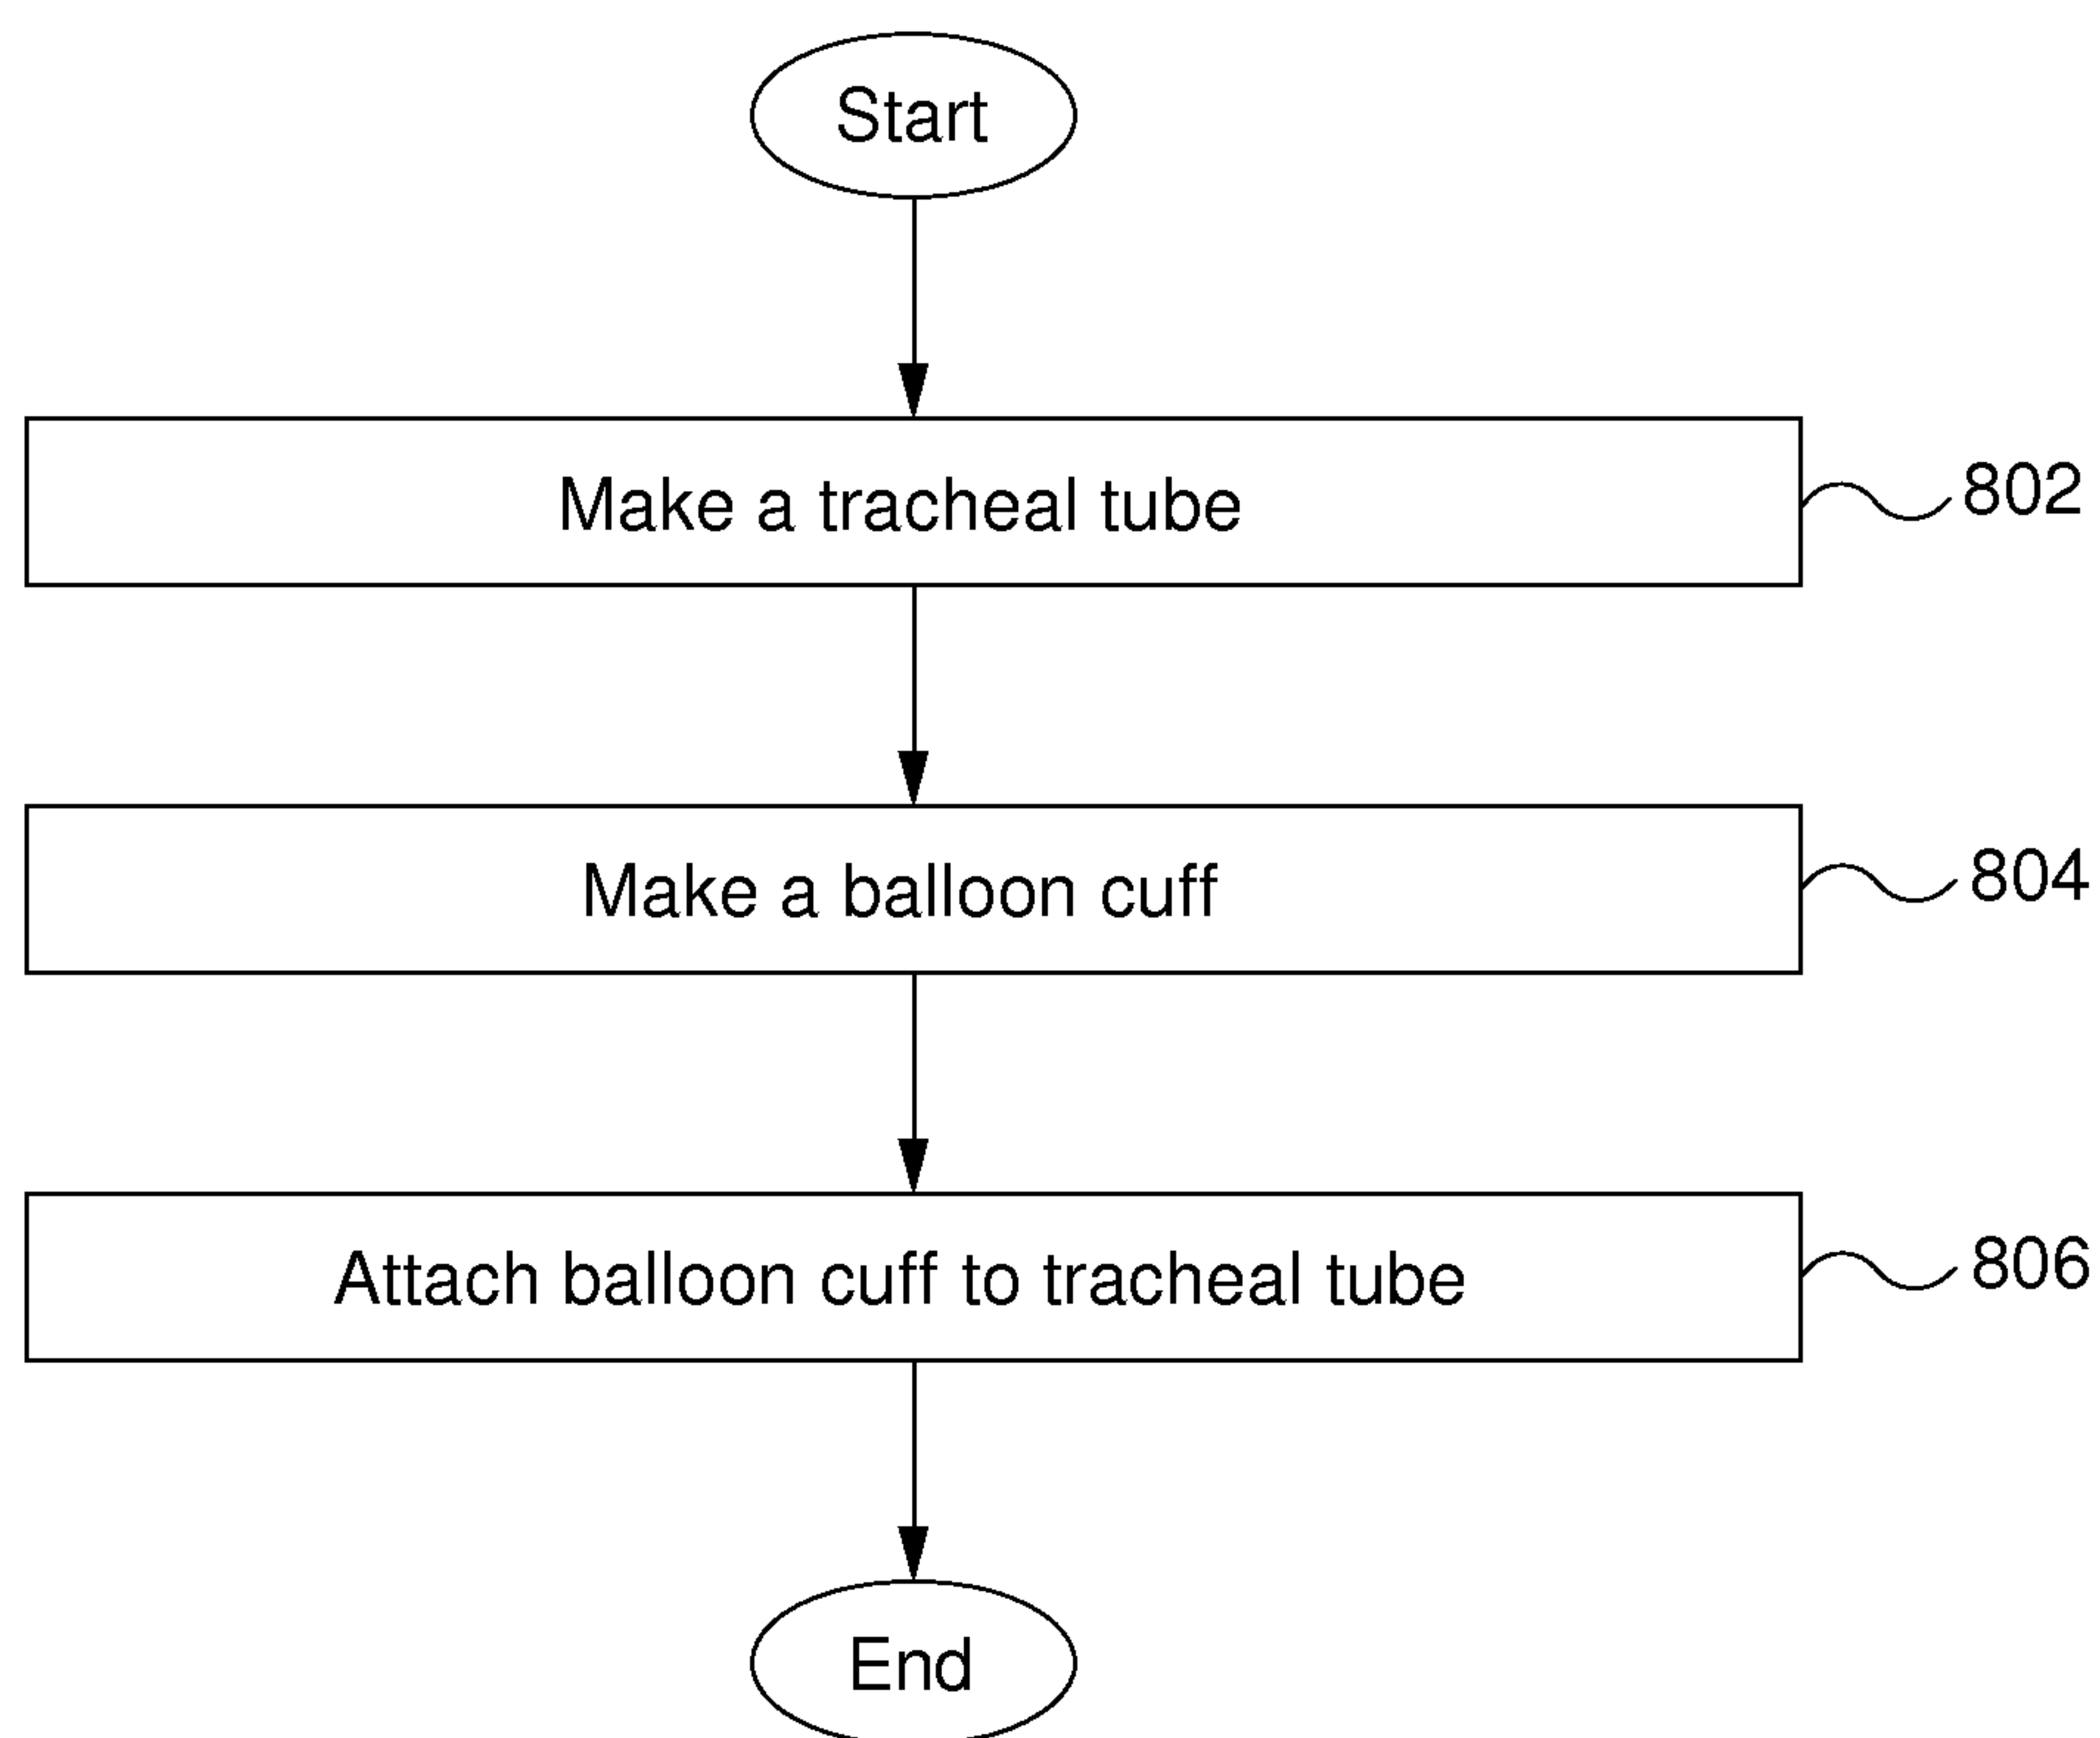 Start
Make a tracheal tube 802
Make a balloon cuff 804
Attach balloon cuff to tracheal tube 806
End